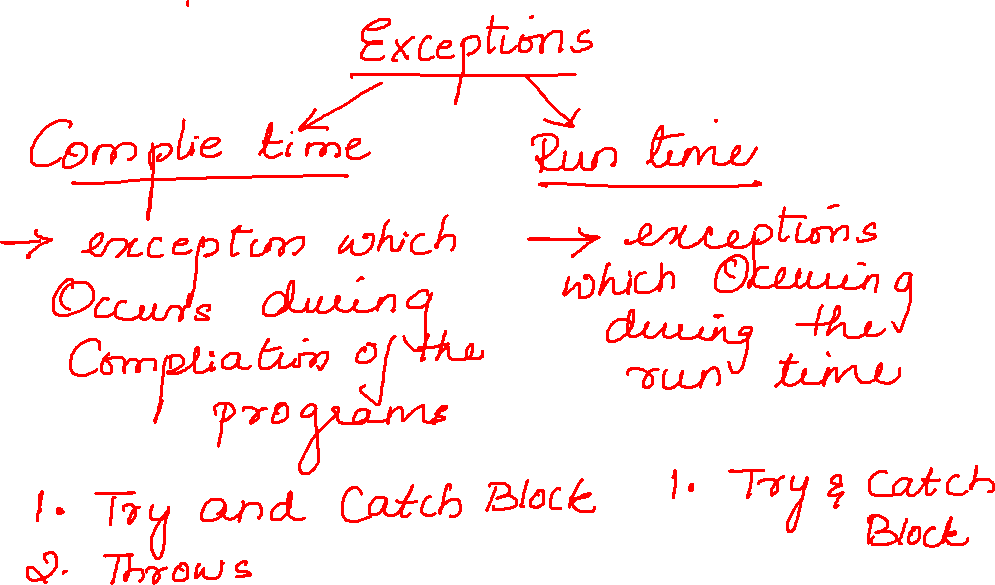 Exceptions
Complie time
→ exception which
Occurs during
Compliation of the
programs
1. Try and Catch Block
2. Throws
Run time
→ exceptions
which Occuring
during the
run time
1. Try & Catch
Block